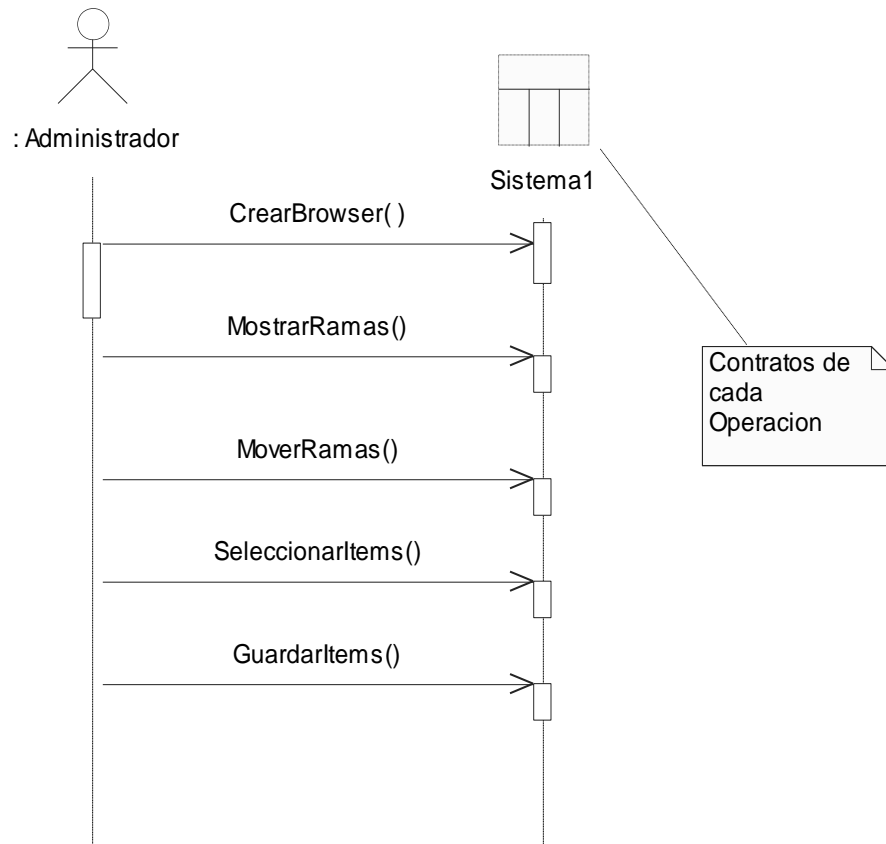 : Administrador
Sistema1
CrearBrowser( )
MostrarRamas()
Contratos de
cada
Operacion
MoverRamas()
SeleccionarItems()
GuardarItems()